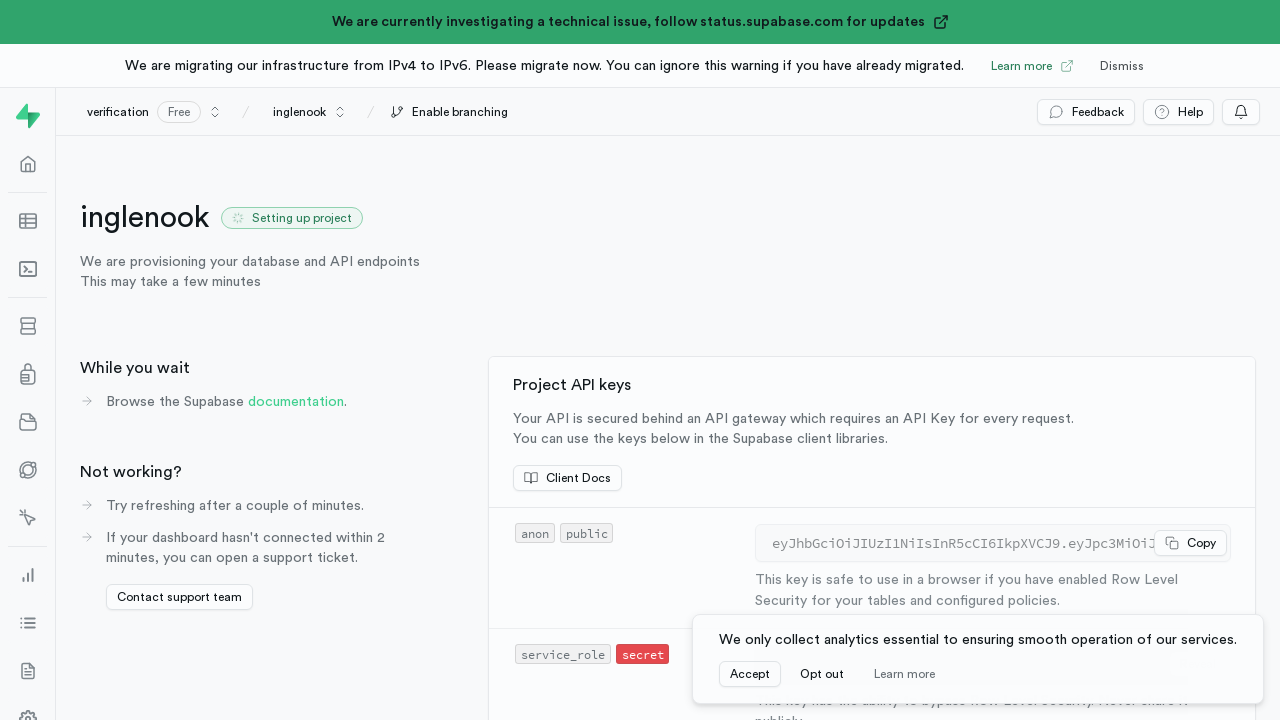 We are currently investigating a technical issue, follow status.supabase.com for updates
We are migrating our infrastructure from IPv4 to IPv6. Please migrate now. You can ignore this warning if you have already migrated.
Learn more
Dismiss
verification
Free
/
inglenook
/
Enable branching
Feedback
Help
inglenook
Setting up project
We are provisioning your database and API endpoints
This may take a few minutes
While you wait
Browse the Supabase documentation.
Not working?
Try refreshing after a couple of minutes.
If your dashboard hasn't connected within 2
minutes, you can open a support ticket.
Contact support team
Project API keys
Your API is secured behind an API gateway which requires an API Key for every request.
You can use the keys below in the Supabase client libraries.
Client Docs
anon
public
eyJhbGciOiJIUzI1NiIsInR5cCI6IkpXVCJ9.eyJpc3MiOiJ
Copy
This key is safe to use in a browser if you have enabled Row Level
Security for your tables and configured policies.
service_role
secret
We only collect analytics essential to ensuring smooth operation of our services.
Accept
Opt out
Learn more